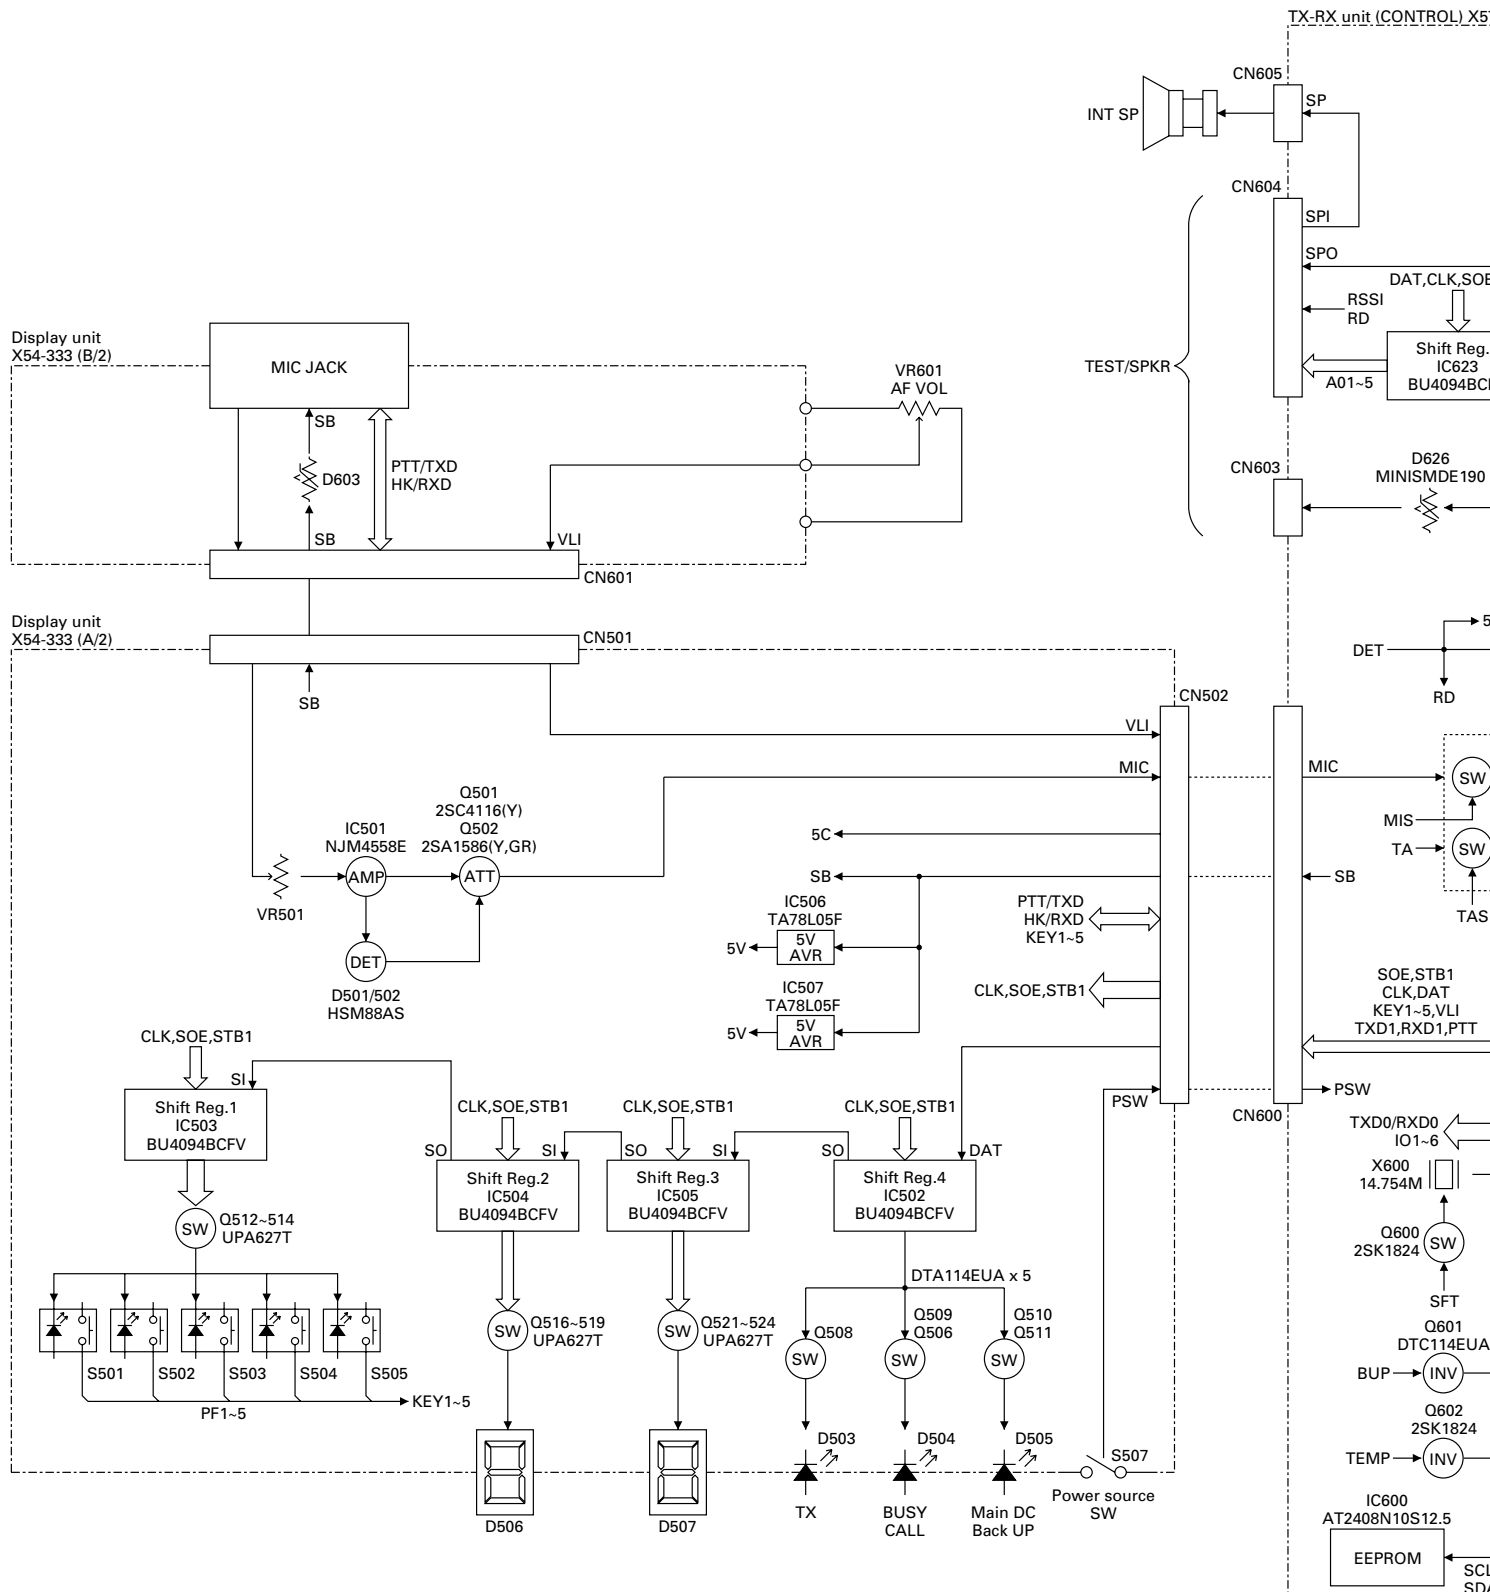 TX-RX unit (CONTROL)
CN605
SP
INT SP
CN604
SPI
SPO
DAT,CLK,SOE
RSSI
RD
Shift Reg.
IC623
A01~5
TEST/SPKR
Display unit
X54-333 (B/2)
MIC JACK
VR601
AF VOL
SB
D603
PTT/TXD
HK/RXD
SB
VLI
CN601
CN603
D626
MINISMDE190
Display unit
X54-333 (A/2)
CN501
SB
DET
RD
CN502
VLI
MIC
MIC
SW
MIS
TA
SW
TAS
Q501
2SC4116(Y)
Q502
2SA1586(Y,GR)
IC501
NJM4558E
AMP
ATT
VR501
DET
D501/502
HSM88AS
5C
SB
SB
IC506
TA78L05F
5V
5V
AVR
IC507
TA78L05F
5V
5V
AVR
PTT/TXD
HK/RXD
KEY1~5
CLK,SOE,STB1
SOE,STB1
CLK,DAT
KEY1~5,VLI
TXD1,RXD1,PTT
PSW
PSW
CN600
CLK,SOE,STB1
SI
Shift Reg.1
IC503
BU4094BCFV
CLK,SOE,STB1
SO
SI
Shift Reg.2
IC504
BU4094BCFV
CLK,SOE,STB1
SO
SI
Shift Reg.3
IC505
BU4094BCFV
CLK,SOE,STB1
SO
DAT
Shift Reg.4
IC502
BU4094BCFV
TXD0/RXD0
IO1~6
X600
14.754M
Q600
2SK1824
SW
SFT
SW
Q512~514
UPA627T
S501
S502
S503
S504
S505
PF1~5
KEY1~5
SW
Q516~519
UPA627T
SW
Q521~524
UPA627T
DTA114EUA x 5
Q508
SW
Q509
Q506
SW
Q510
Q511
SW
D506
D507
D503
TX
D504
BUSY
CALL
D505
Main DC
Back UP
S507
Power source
SW
Q601
DTC114EUA
BUP
INV
Q602
2SK1824
TEMP
INV
IC600
AT2408N10S12.5
EEPROM